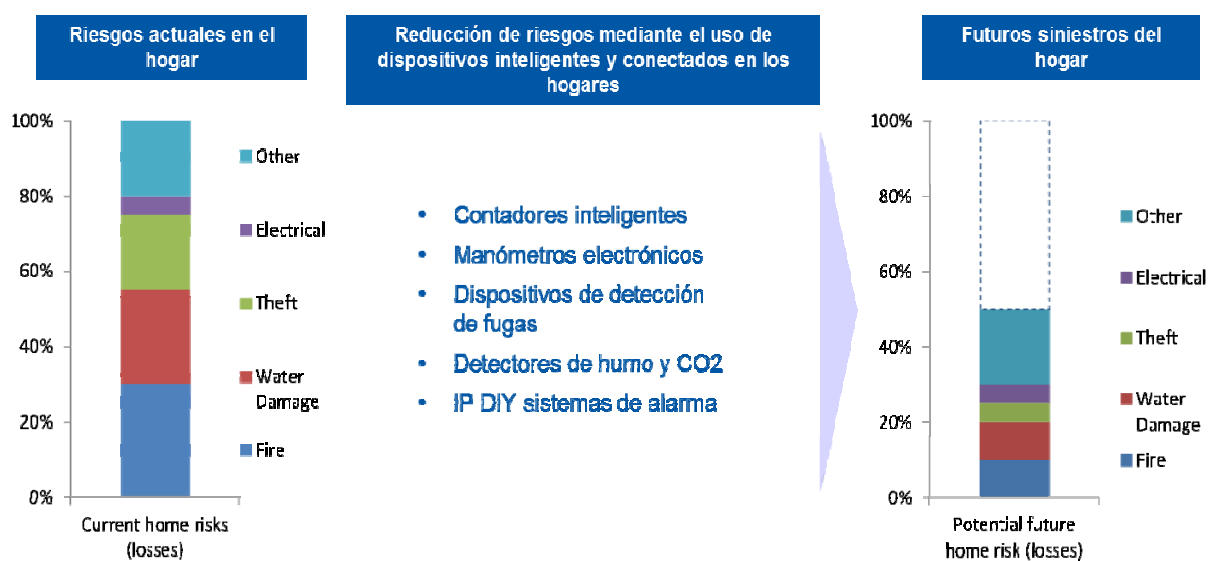 Riesgos actuales en el
hogar
Reducción de riesgos mediante el uso de
dispositivos inteligentes y conectados en los
hogares
Futuros siniestros del
hogar
100%
80%
60%
40%
20%
0%
Other
Electrical
Theft
Water
Damage
Fire
Current home risks
(losses)
• Contadores inteligentes
• Manómetros electrónicos
• Dispositivos de detección
de fugas
• Detectores de humo y CO2
• IP DIY sistemas de alarma
100%
80%
60%
40%
20%
0%
Other
Electrical
Theft
Water
Damage
Fire
Potential future
home risk (losses)